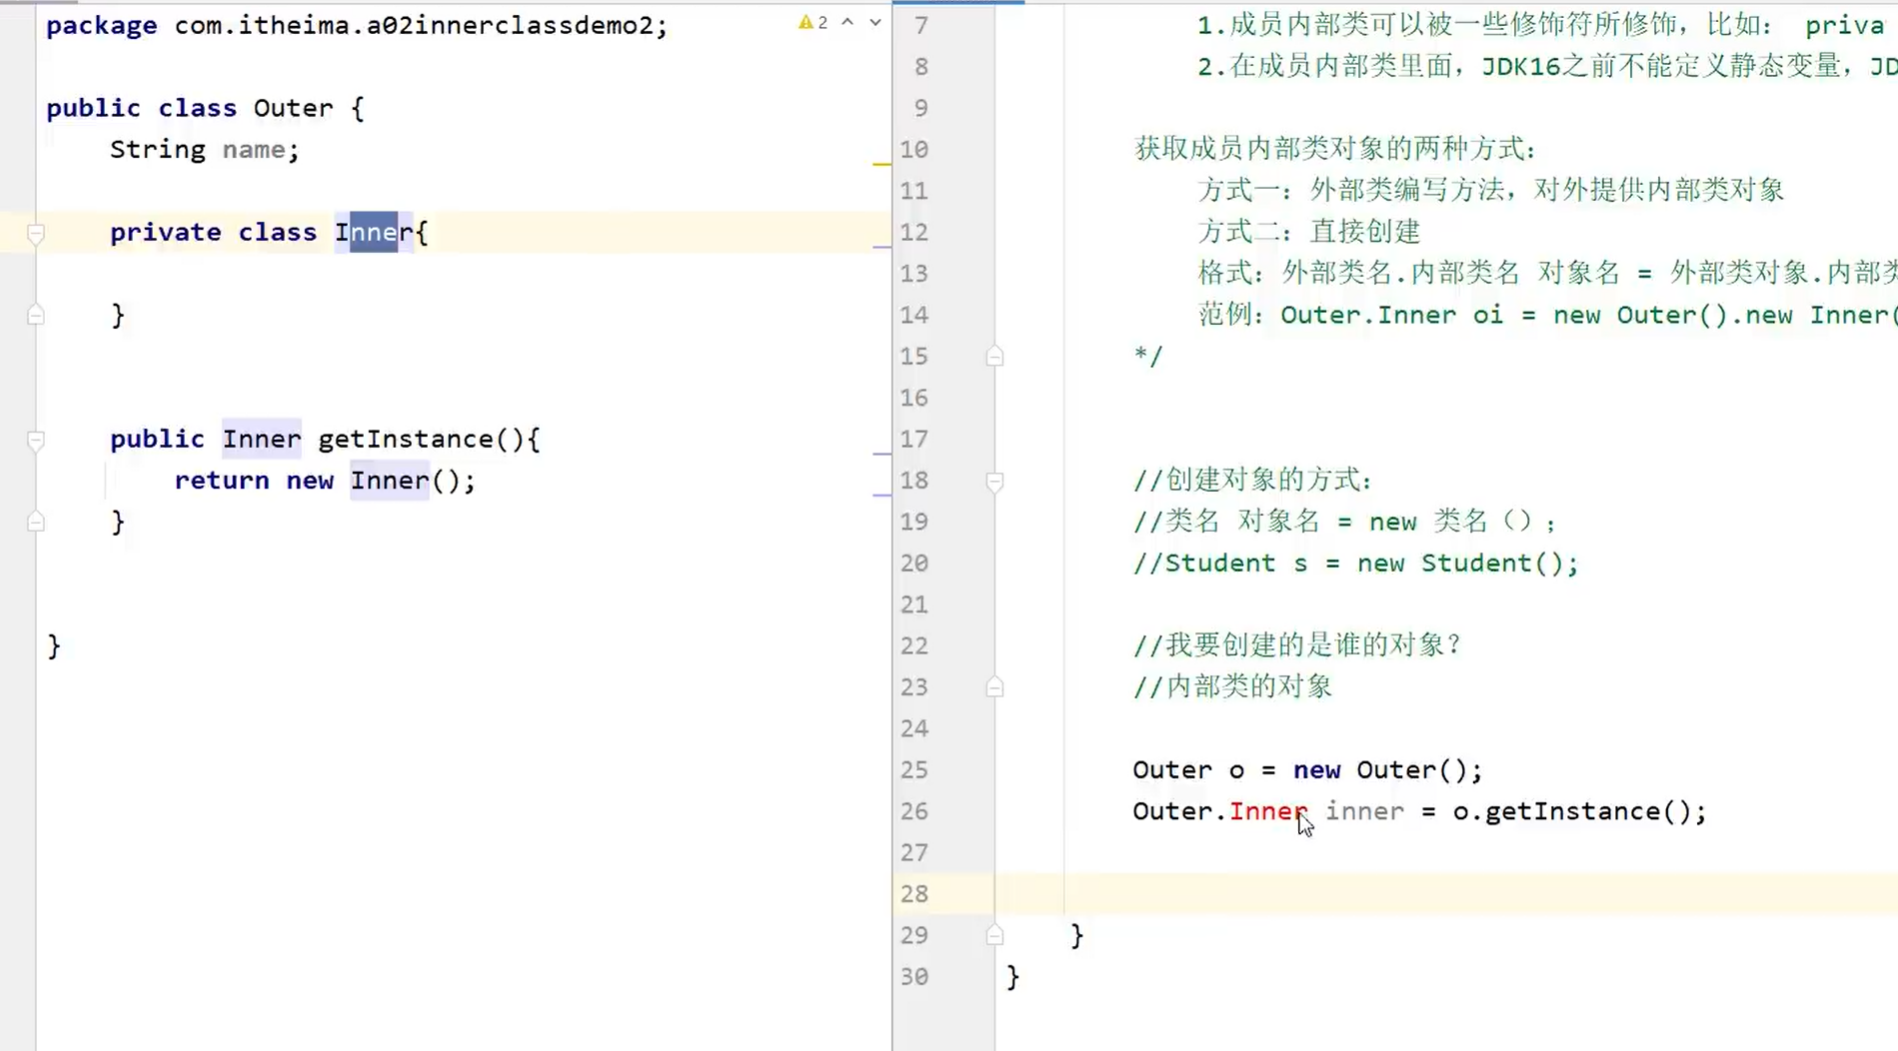 package com.itheima.a02innerclassdemo2;
2
public class Outer {
String name;
private class Inner{
}
public Inner getInstance(){
return new Inner();
}
}
7 1.成员内部类可以被一些修饰符所修饰，比如： priva
8 2.在成员内部类里面，JDK16之前不能定义静态变量，JD
9
10 获取成员内部类对象的两种方式：
11 方式一：外部类编写方法，对外提供内部类对象
12 方式二：直接创建
13 格式：外部类名.内部类名 对象名 = 外部类对象.内部类
14 范例：Outer.Inner oi = new Outer().new Inner(
15 */
16
17
18 //创建对象的方式：
19 //类名 对象名 = new 类名（）；
20 //Student s = new Student();
21
22 //我要创建的是谁的对象？
23 //内部类的对象
24
25 Outer o = new Outer();
26 Outer.Inner inner = o.getInstance();
27
28
29 }
30 }